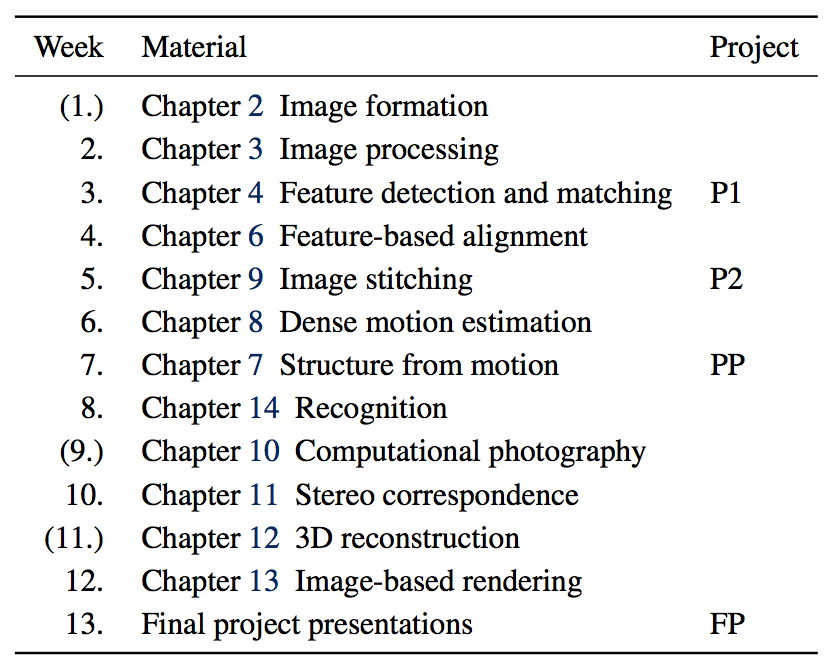 Week Material Project
(1.) Chapter 2 Image formation
2. Chapter 3 Image processing
3. Chapter 4 Feature detection and matching P1
4. Chapter 6 Feature-based alignment
5. Chapter 9 Image stitching P2
6. Chapter 8 Dense motion estimation
7. Chapter 7 Structure from motion PP
8. Chapter 14 Recognition
(9.) Chapter 10 Computational photography
10. Chapter 11 Stereo correspondence
(11.) Chapter 12 3D reconstruction
12. Chapter 13 Image-based rendering
13. Final project presentations FP